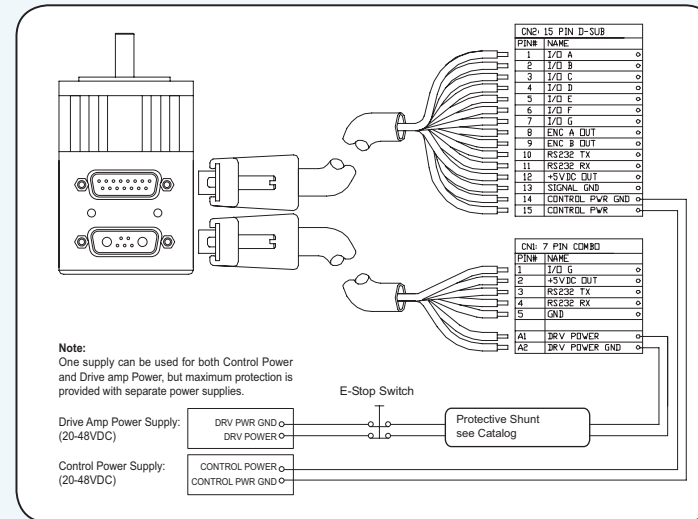 CN2: 15 PIN D-SUB
PIN# NAME
1 I/O A
2 I/O B
3 I/O C
4 I/O D
5 I/O E
6 I/O F
7 I/O G
8 ENC A OUT
9 ENC B OUT
10 RS232 TX
11 RS232 RX
12 +5VDC OUT
13 SIGNAL GND
14 CONTROL PWR GND
15 CONTROL PWR
CN1: 7 PIN COMBO
PIN# NAME
1 I/O G
2 +5VDC OUT
3 RS232 TX
4 RS232 RX
5 GND
A1 DRV POWER
A2 DRV POWER GND
Note:
One supply can be used for both Control Power
and Drive amp Power, but maximum protection is
provided with separate power supplies.
E-Stop Switch
Drive Amp Power Supply:
(20-48VDC)
DRV PWR GND
DRV POWER
Protective Shunt
see Catalog
Control Power Supply:
(20-48VDC)
CONTROL POWER
CONTROL PWR GND